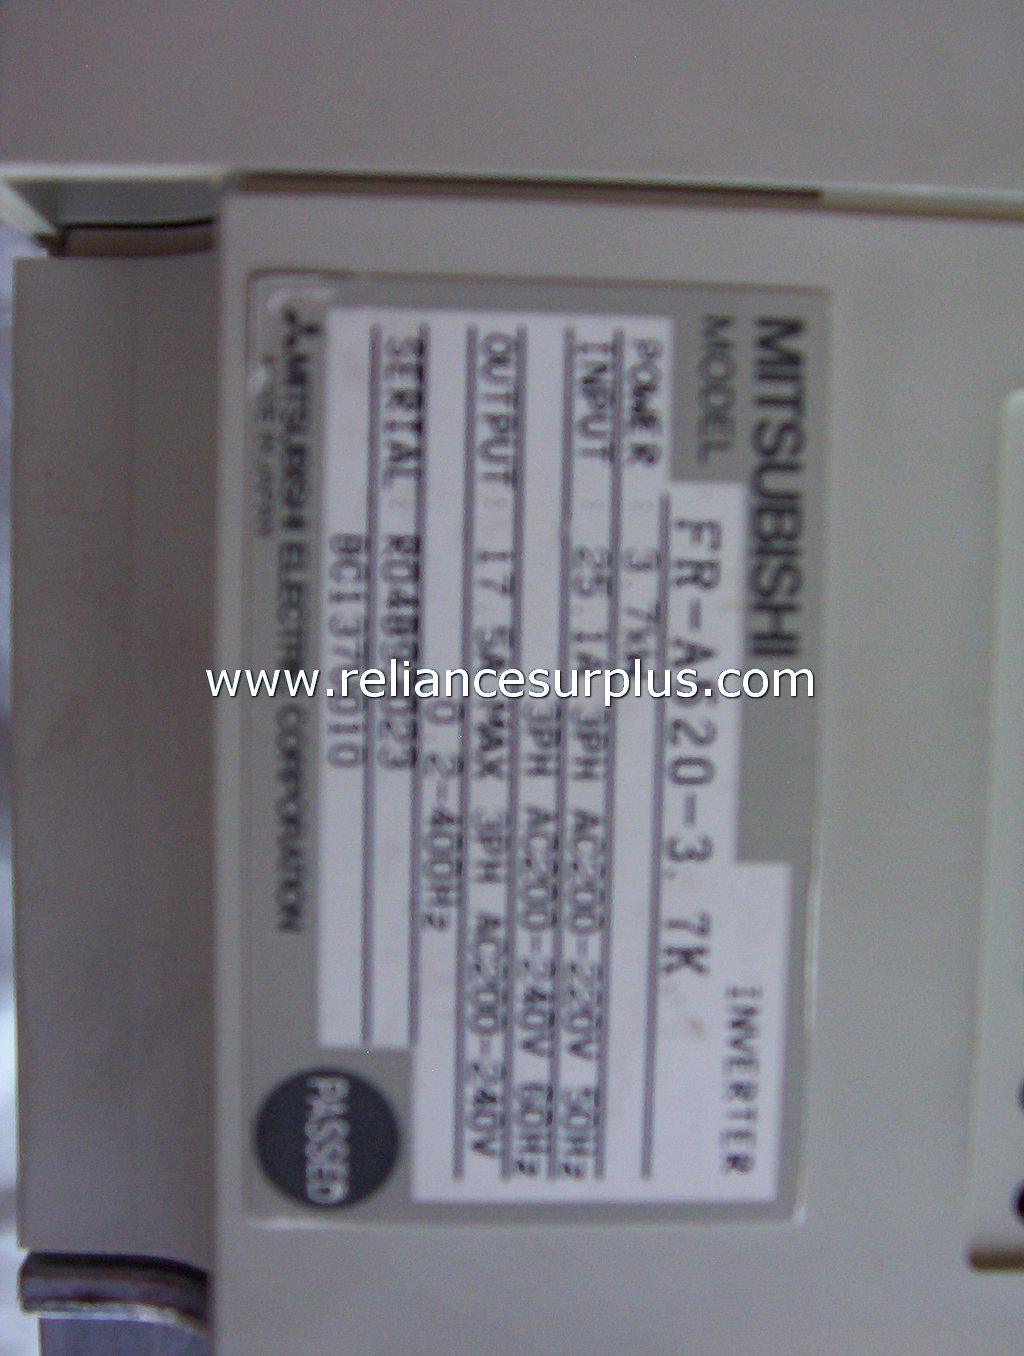 MITSUBISHI
INVERTER
MODEL FR-A520-3.7K
POWER : 3.7kW
INPUT : 25.1A 3PH AC200-220V 50Hz
3PH AC200-240V 60Hz
OUTPUT : 17.5A MAX 3PH AC200-240V
0.2-400Hz
SERIAL :
MITSUBISHI ELECTRIC CORPORATION
PASSED
www.reliancesurplus.com